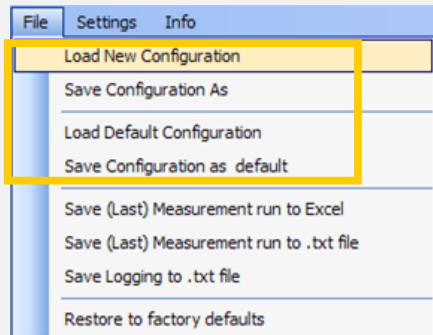 File Settings Info
Load New Configuration
Save Configuration As
Load Default Configuration
Save Configuration as default
Save (Last) Measurement run to Excel
Save (Last) Measurement run to .txt file
Save Logging to .txt file
Restore to factory defaults